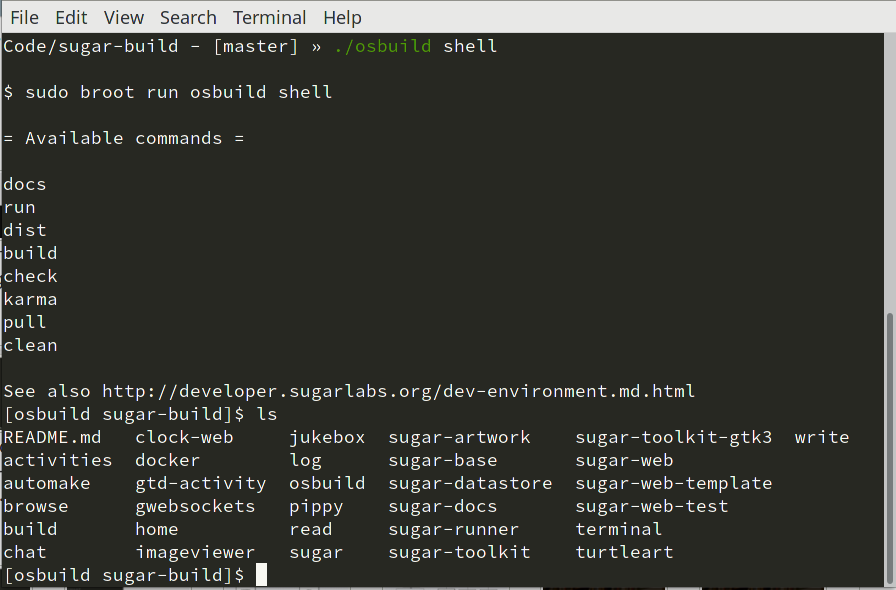 File Edit View Search Terminal Help
Code/sugar-build - [master] » ./osbuild shell
$ sudo broot run osbuild shell
= Available commands =
docs
run
dist
build
check
karma
pull
clean
See also http://developer.sugarlabs.org/dev-environment.md.html
[osbuild sugar-build]$ ls
README.md clock-web jukebox sugar-artwork sugar-toolkit-gtk3 write
activities docker log sugar-base sugar-web
automake gtd-activity osbuild sugar-datastore sugar-web-template
browse gwebsockets pippy sugar-docs sugar-web-test
build home read sugar-runner terminal
chat imageviewer sugar sugar-toolkit turtleart
[osbuild sugar-build]$